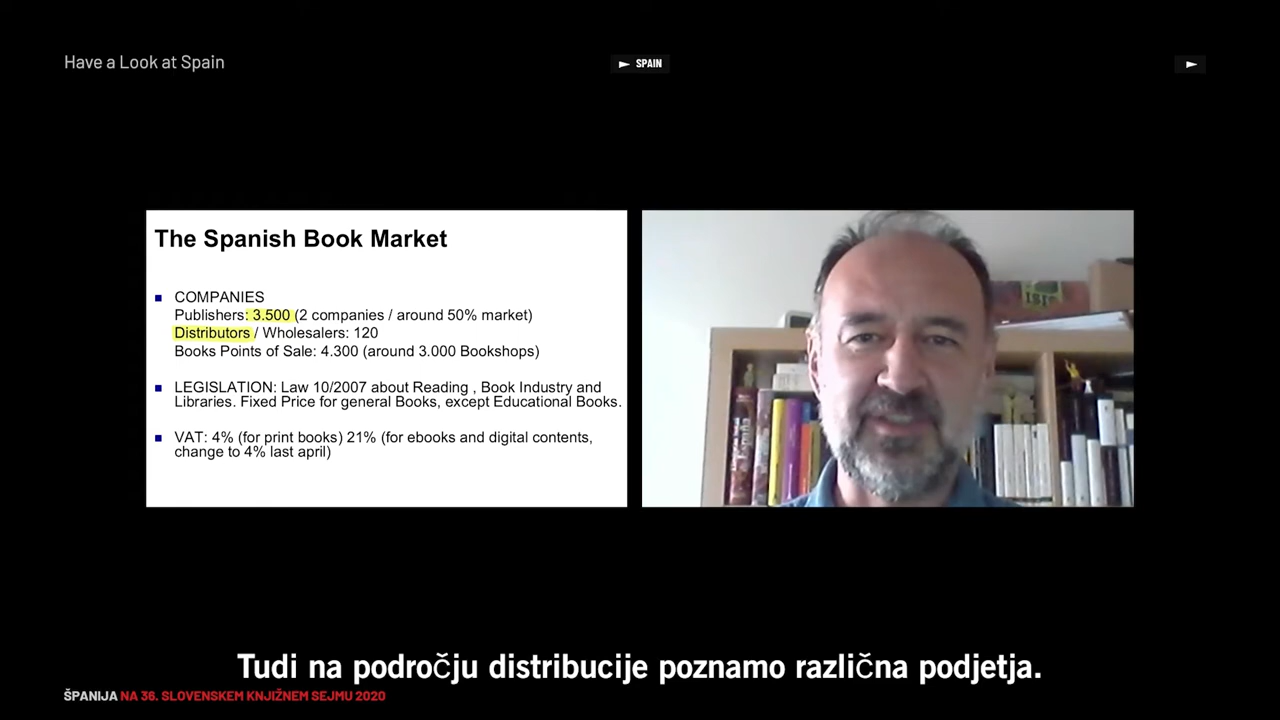 Have a Look at Spain
SPAIN
The Spanish Book Market
COMPANIES
Publishers: 3.500 (2 companies / around 50% market)
Distributors / Wholesalers: 120
Books Points of Sale: 4.300 (around 3.000 Bookshops)
LEGISLATION: Law 10/2007 about Reading , Book Industry and
Libraries. Fixed Price for general Books, except Educational Books.
VAT: 4% (for print books) 21% (for ebooks and digital contents,
change to 4% last april)
ISIS
Tudi na področju distribucije poznamo različna podjetja.
ŠPANIJA NA 36. SLOVENSKEM KNJIŽNEM SEJMU 2020